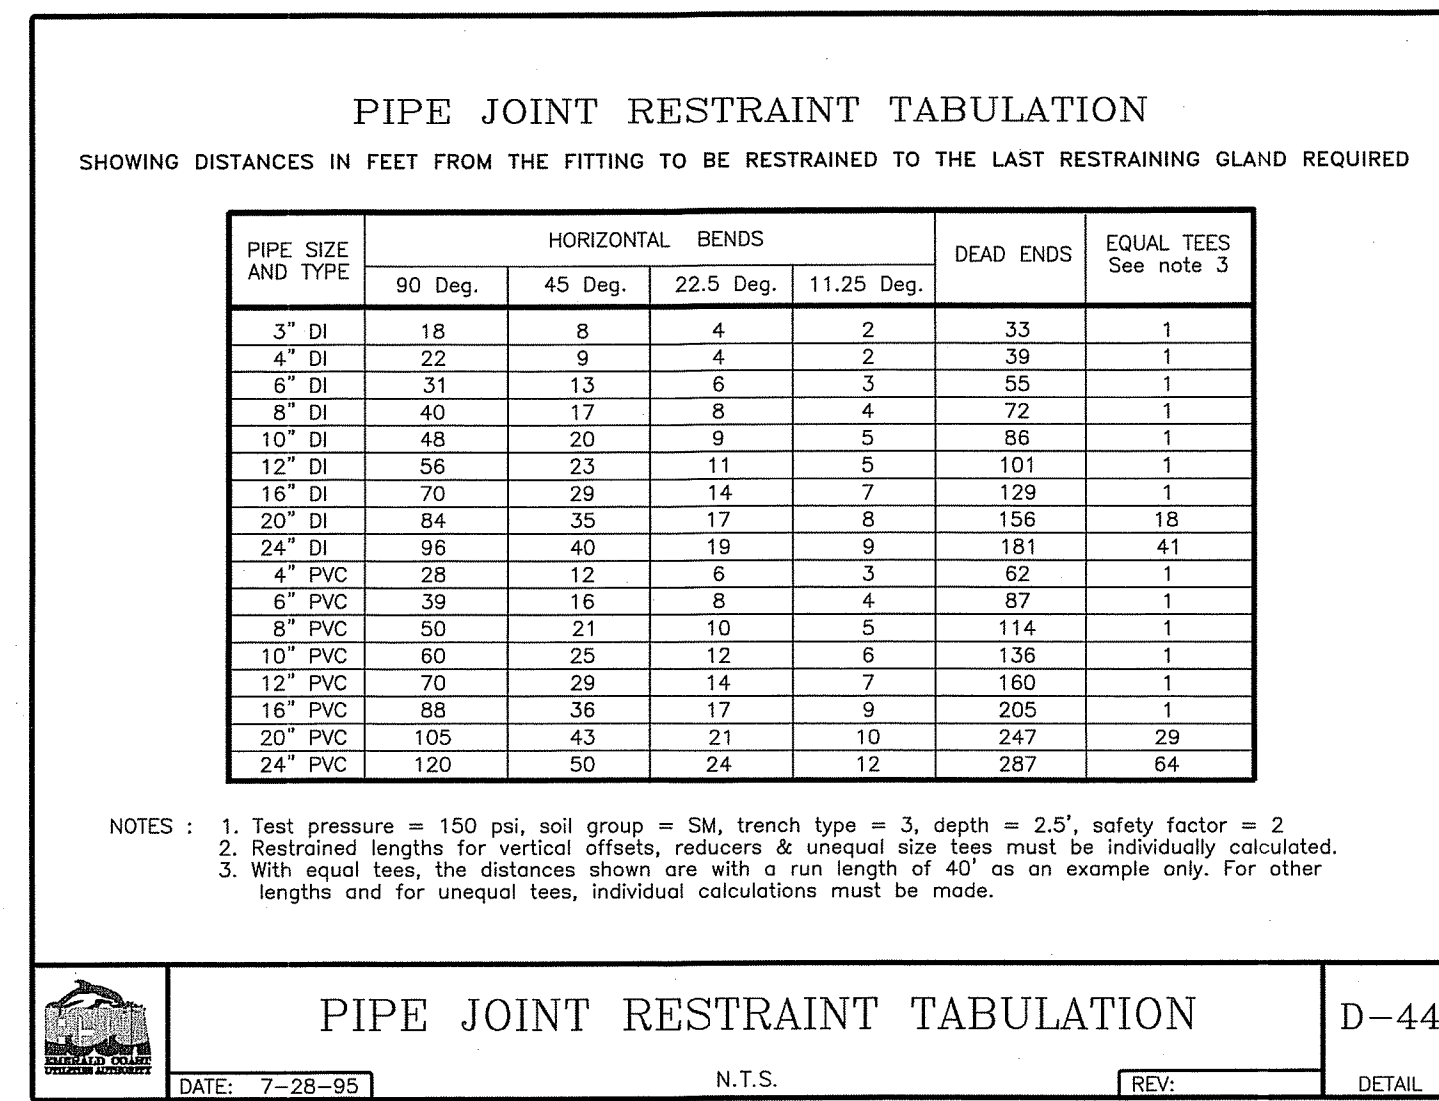 PIPE JOINT RESTRAINT TABULATION
SHOWING DISTANCES IN FEET FROM THE FITTING TO BE RESTRAINED TO THE LAST RESTRAINING GLAND REQUIRED
PIPE SIZE AND TYPE HORIZONTAL BENDS DEAD ENDS EQUAL TEES See note 3
90 Deg. 45 Deg. 22.5 Deg. 11.25 Deg.
3" DI 18 8 4 2 33 1
4" DI 22 9 4 2 39 1
6" DI 31 13 6 3 55 1
8" DI 40 17 8 4 72 1
10" DI 48 20 9 5 86 1
12" DI 56 23 11 5 101 1
16" DI 70 29 14 7 129 1
20" DI 84 35 17 8 156 18
24" DI 96 40 19 9 181 41
4" PVC 28 12 6 3 62 1
6" PVC 39 16 8 4 87 1
8" PVC 50 21 10 5 114 1
10" PVC 60 25 12 6 136 1
12" PVC 70 29 14 7 160 1
16" PVC 88 36 17 9 205 1
20" PVC 105 43 21 10 247 29
24" PVC 120 50 24 12 287 64
NOTES : 1. Test pressure = 150 psi, soil group = SM, trench type = 3, depth = 2.5', safety factor = 2
2. Restrained lengths for vertical offsets, reducers & unequal size tees must be individually calculated.
3. With equal tees, the distances shown are with a run length of 40' as an example only. For other
lengths and for unequal tees, individual calculations must be made.
ECUA
EMERALD COAST
UTILITIES AUTHORITY
PIPE JOINT RESTRAINT TABULATION
D-44
DATE: 7-28-95
N.T.S.
REV:
DETAIL